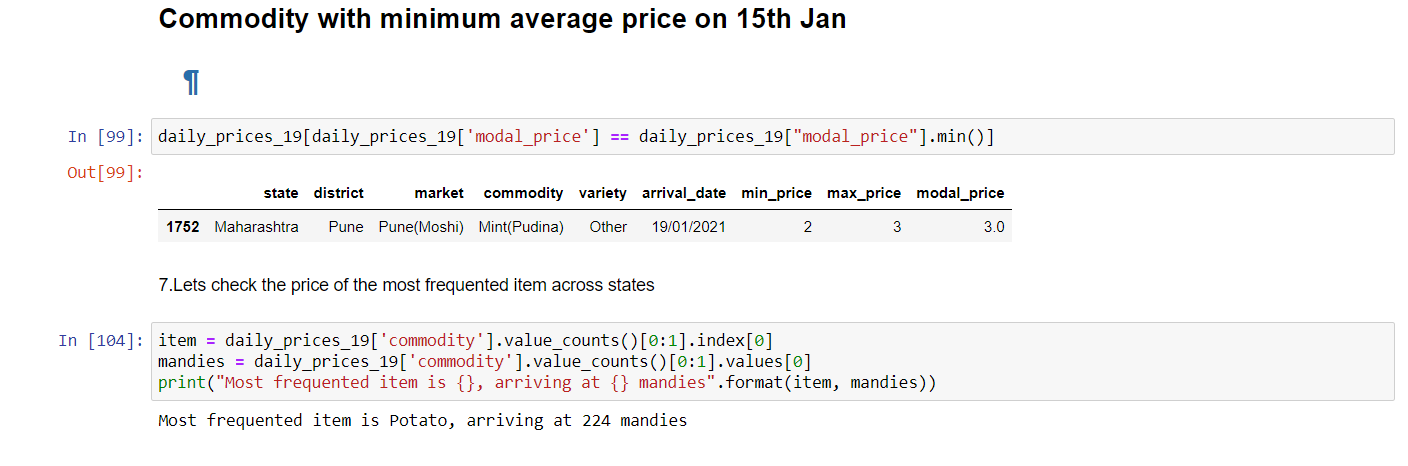 Commodity with minimum average price on 15th Jan
¶
In [99]: daily_prices_19[daily_prices_19['modal_price'] == daily_prices_19["modal_price"].min()]
Out[99]:
state district market commodity variety arrival_date min_price max_price modal_price
1752 Maharashtra Pune Pune(Moshi) Mint(Pudina) Other 19/01/2021 2 3 3.0
7.Lets check the price of the most frequented item across states
In [104]: item = daily_prices_19['commodity'].value_counts()[0:1].index[0]
mandies = daily_prices_19['commodity'].value_counts()[0:1].values[0]
print("Most frequented item is {}, arriving at {} mandies".format(item, mandies))
Most frequented item is Potato, arriving at 224 mandies